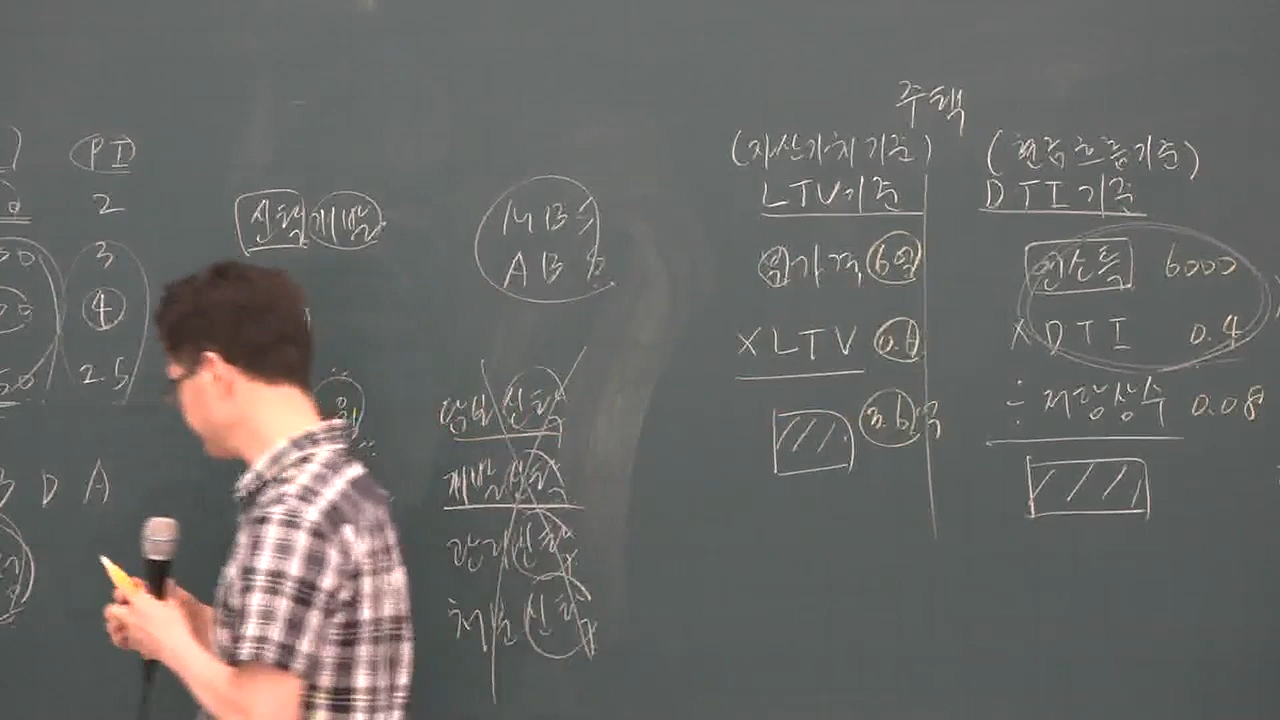 PI
2
3
4
2.5
D A
신탁 개발
MBS
ABS
담보 신탁
개발 신탁
관리 신탁
처분 신탁
주택
(자산가치기준)
LTV기준
집가격 6억
X LTV 0.6
3.6억
(현금흐름기준)
DTI기준
연소득 6000
X DTI 0.4
÷ 저당상수 0.08